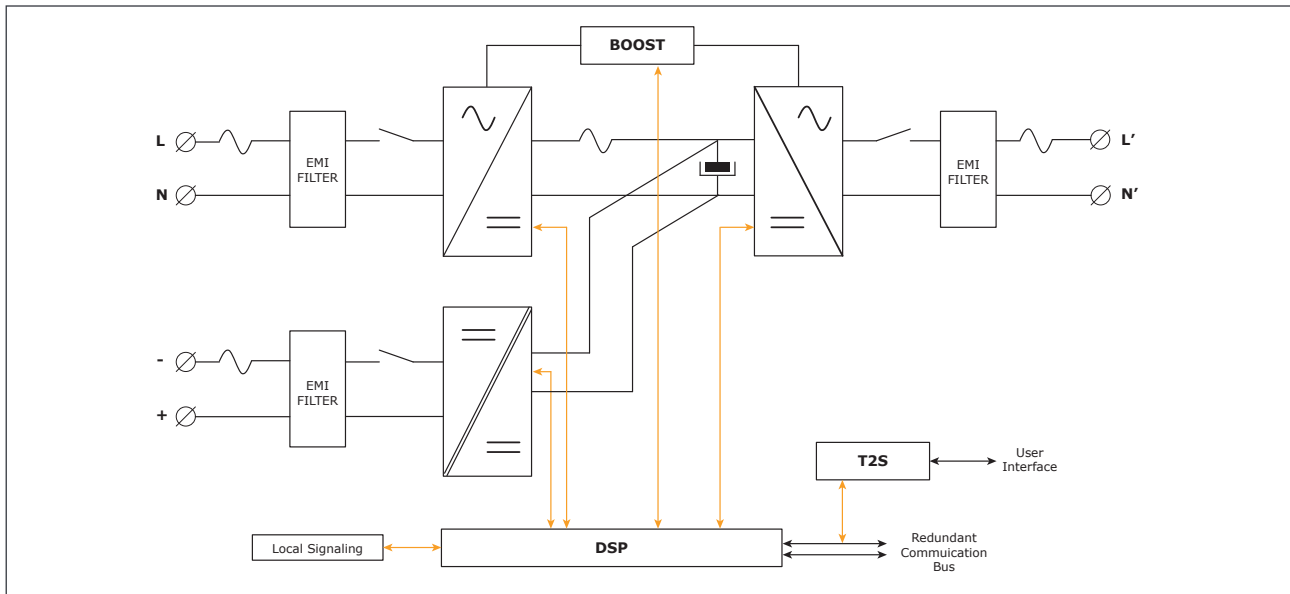 BOOST
L
EMI
FILTER
N
EMI
FILTER
L’
N’
-
EMI
FILTER
+
T2S
User
Interface
Local Signaling
DSP
Redundant
Commuication
Bus